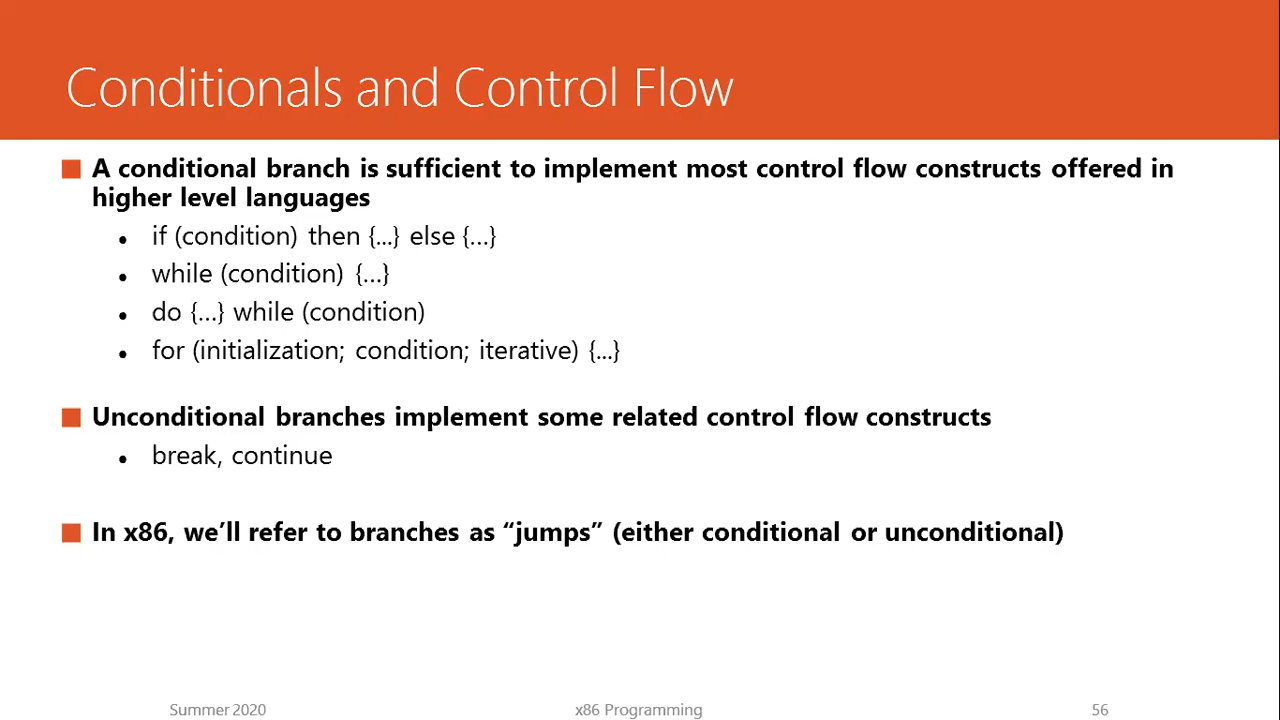 Conditionals and Control Flow
A conditional branch is sufficient to implement most control flow constructs offered in
higher level languages
if (condition) then {...} else {…}
while (condition) {…}
do {…} while (condition)
for (initialization; condition; iterative) {...}
Unconditional branches implement some related control flow constructs
break, continue
In x86, we’ll refer to branches as “jumps” (either conditional or unconditional)
Summer 2020
x86 Programming
56